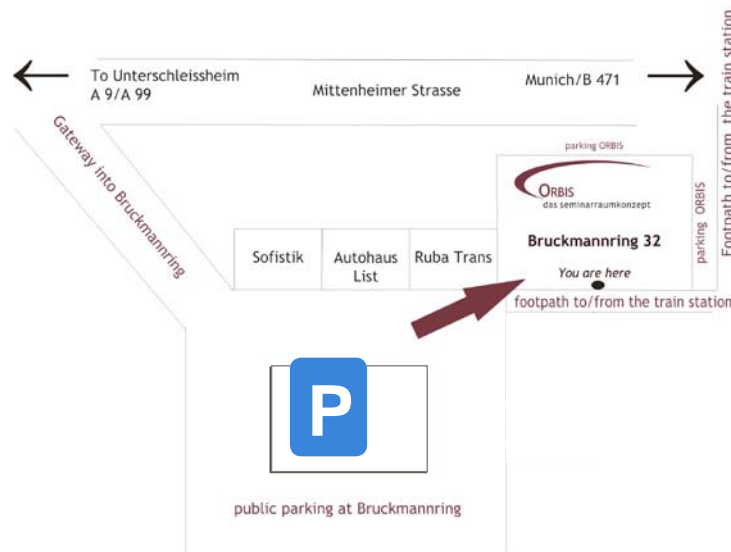 To Unterschleissheim
A 9/A 99
Mittenheimer Strasse
Munich/B 471
Footpath to/from the train station
Gateway into Bruckmannring
parking ORBIS
ORBIS
das seminarraumkonzept
Bruckmannring 32
You are here
parking ORBIS
Sofistik
Autohaus
List
Ruba Trans
footpath to/from the train station
P
public parking at Bruckmannring